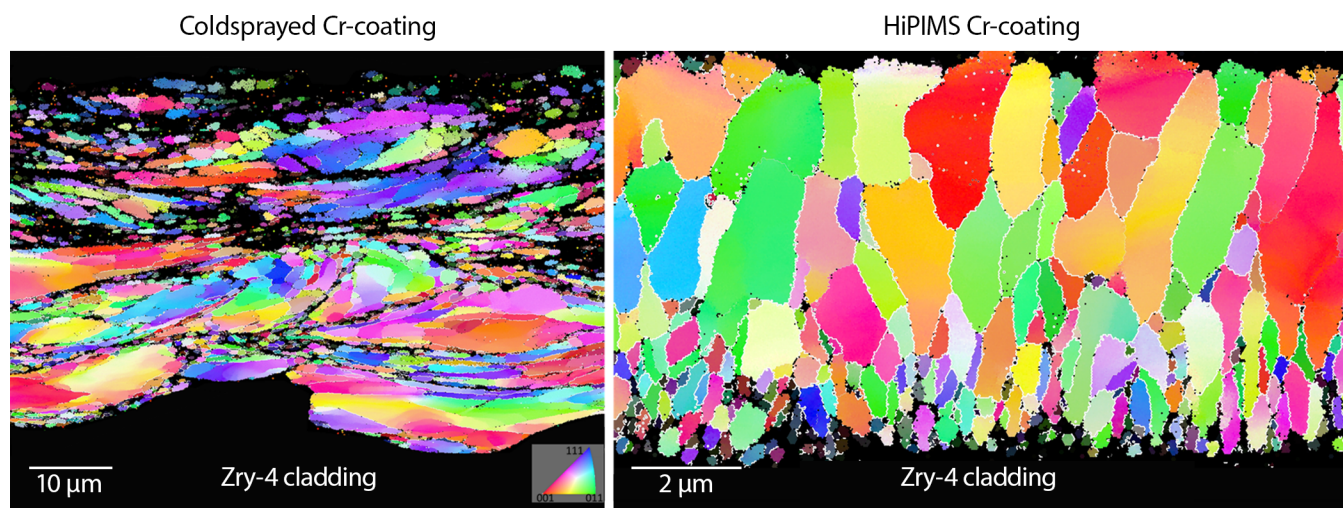 Coldsprayed Cr-coating
HiPIMS Cr-coating
111
001 011
10 µm
Zry-4 cladding
2 µm
Zry-4 cladding